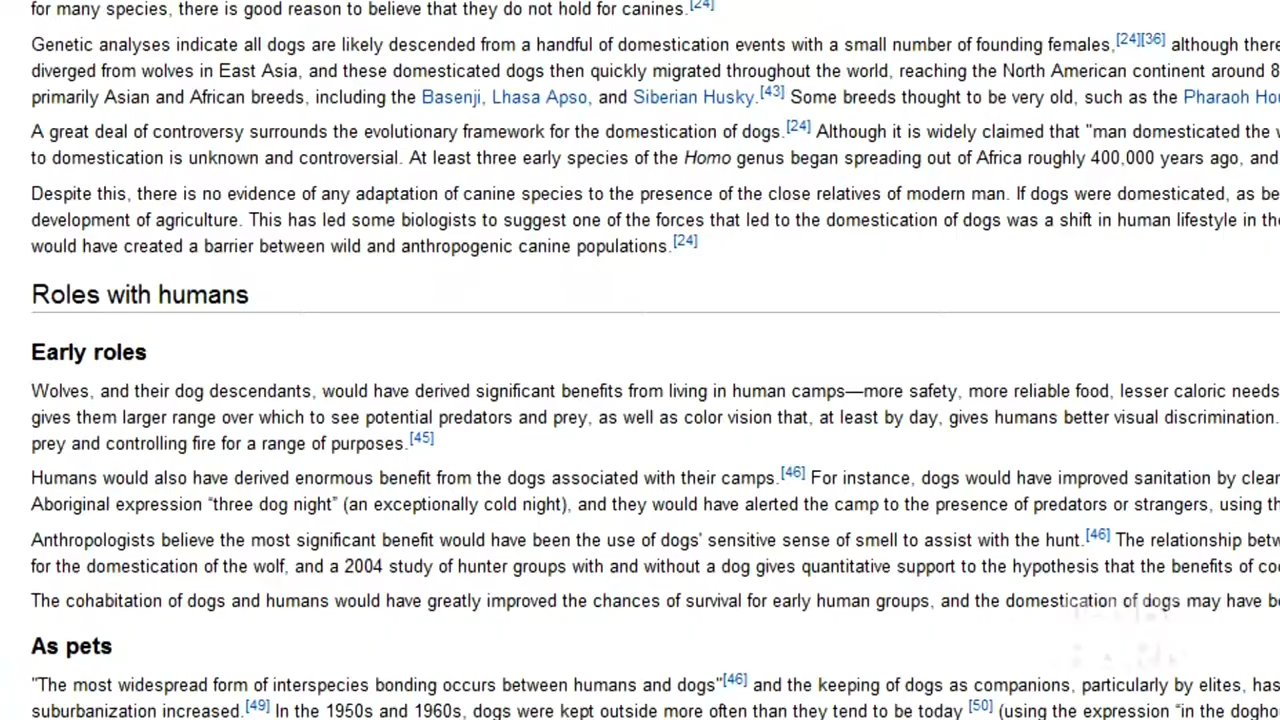 for many species, there is good reason to believe that they do not hold for canines.[24]
Genetic analyses indicate all dogs are likely descended from a handful of domestication events with a small number of founding females,[24][36] although there
diverged from wolves in East Asia, and these domesticated dogs then quickly migrated throughout the world, reaching the North American continent around 8
primarily Asian and African breeds, including the Basenji, Lhasa Apso, and Siberian Husky.[43] Some breeds thought to be very old, such as the Pharaoh
A great deal of controversy surrounds the evolutionary framework for the domestication of dogs.[24] Although it is widely claimed that "man domesticated the
to domestication is unknown and controversial. At least three early species of the Homo genus began spreading out of Africa roughly 400,000 years ago, and
Despite this, there is no evidence of any adaptation of canine species to the presence of the close relatives of modern man. If dogs were domesticated, as
development of agriculture. This has led some biologists to suggest one of the forces that led to the domestication of dogs was a shift in human lifestyle in
would have created a barrier between wild and anthropogenic canine populations.[24]
Roles with humans
Early roles
Wolves, and their dog descendants, would have derived significant benefits from living in human camps—more safety, more reliable food, lesser caloric needs
gives them larger range over which to see potential predators and prey, as well as color vision that, at least by day, gives humans better visual discrimination.
prey and controlling fire for a range of purposes.[45]
Humans would also have derived enormous benefit from the dogs associated with their camps.[46] For instance, dogs would have improved sanitation by
Aboriginal expression “three dog night” (an exceptionally cold night), and they would have alerted the camp to the presence of predators or strangers, using
Anthropologists believe the most significant benefit would have been the use of dogs' sensitive sense of smell to assist with the hunt.[46] The relationship
for the domestication of the wolf, and a 2004 study of hunter groups with and without a dog gives quantitative support to the hypothesis that the benefits of
The cohabitation of dogs and humans would have greatly improved the chances of survival for early human groups, and the domestication of dogs may have
As pets
"The most widespread form of interspecies bonding occurs between humans and dogs"[46] and the keeping of dogs as companions, particularly by elites, has
suburbanization increased.[49] In the 1950s and 1960s, dogs were kept outside more often than they tend to be today [50] (using the expression “in the